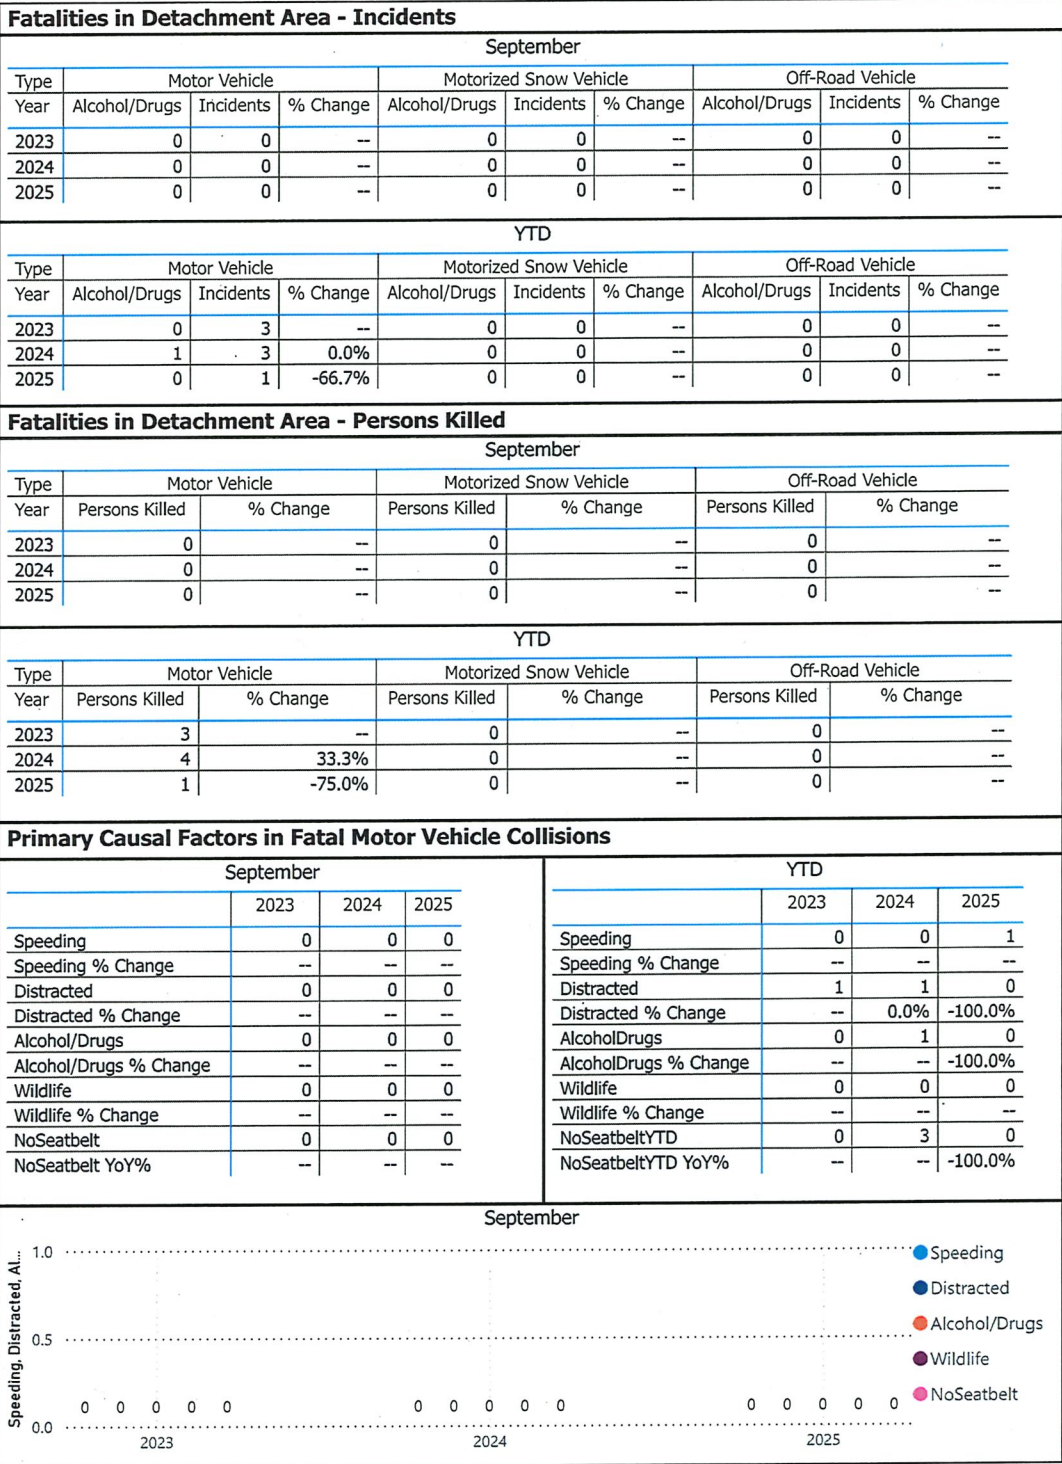 Fatalities in Detachment Area - Incidents
September
Type Motor Vehicle Motorized Snow Vehicle Off-Road Vehicle
Year Alcohol/Drugs Incidents % Change Alcohol/Drugs Incidents % Change Alcohol/Drugs Incidents % Change
2023 0 0 -- 0 0 -- 0 0 --
2024 0 0 -- 0 0 -- 0 0 --
2025 0 0 -- 0 0 -- 0 0 --
YTD
Type Motor Vehicle Motorized Snow Vehicle Off-Road Vehicle
Year Alcohol/Drugs Incidents % Change Alcohol/Drugs Incidents % Change Alcohol/Drugs Incidents % Change
2023 0 3 -- 0 0 -- 0 0 --
2024 1 3 0.0% 0 0 -- 0 0 --
2025 0 1 -66.7% 0 0 -- 0 0 --
Fatalities in Detachment Area - Persons Killed
September
Type Motor Vehicle Motorized Snow Vehicle Off-Road Vehicle
Year Persons Killed % Change Persons Killed % Change Persons Killed % Change
2023 0 -- 0 -- 0 --
2024 0 -- 0 -- 0 --
2025 0 -- 0 -- 0 --
YTD
Type Motor Vehicle Motorized Snow Vehicle Off-Road Vehicle
Year Persons Killed % Change Persons Killed % Change Persons Killed % Change
2023 3 -- 0 -- 0 --
2024 4 33.3% 0 -- 0 --
2025 1 -75.0% 0 -- 0 --
Primary Causal Factors in Fatal Motor Vehicle Collisions
September
2023 2024 2025
Speeding 0 0 0
Speeding % Change -- -- --
Distracted 0 0 0
Distracted % Change -- -- --
Alcohol/Drugs 0 0 0
Alcohol/Drugs % Change -- -- --
Wildlife 0 0 0
Wildlife % Change -- -- --
NoSeatbelt 0 0 0
NoSeatbelt YoY% -- -- --
YTD
2023 2024 2025
Speeding 0 0 1
Speeding % Change -- -- --
Distracted 1 1 0
Distracted % Change -- 0.0% -100.0%
AlcoholDrugs 0 1 0
AlcoholDrugs % Change -- -- -100.0%
Wildlife 0 0 0
Wildlife % Change -- -- --
NoSeatbeltYTD 0 3 0
NoSeatbeltYTD YoY% -- -- -100.0%
September
Speeding, Distracted, Al...
1.0
0.5
0.0
0 0 0 0 0 0 0 0 0 0 0 0 0 0 0
2023 2024 2025
Speeding
Distracted
Alcohol/Drugs
Wildlife
NoSeatbelt